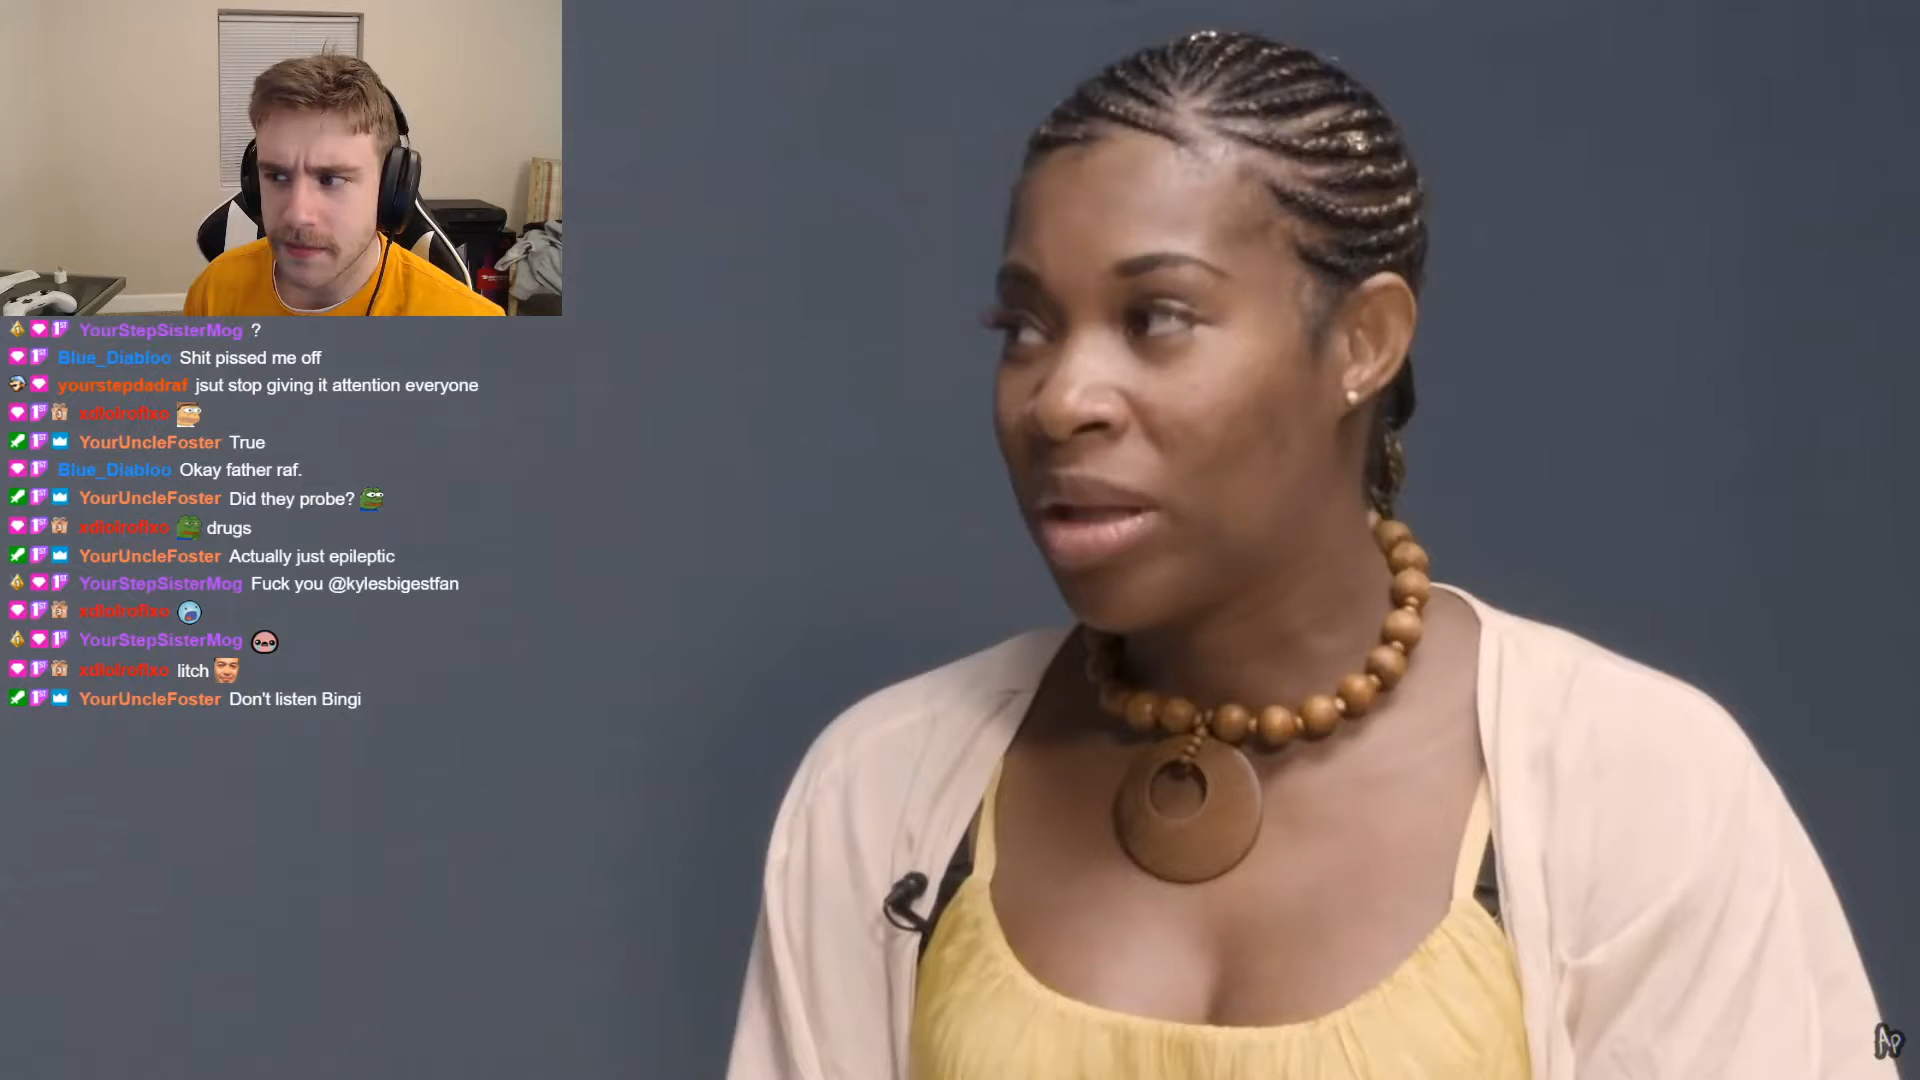 YourStepSisterMog ?
Blue_Diabloo Shit pissed me off
yourstepdadraf jsut stop giving it attention everyone
xdlolroflxo
YourUncleFoster True
Blue_Diabloo Okay father raf.
YourUncleFoster Did they probe?
xdlolroflxo drugs
YourUncleFoster Actually just epileptic
YourStepSisterMog Fuck you @kylesbigestfan
xdlolroflxo
YourStepSisterMog
xdlolroflxo litch
YourUncleFoster Don't listen Bingi
AP